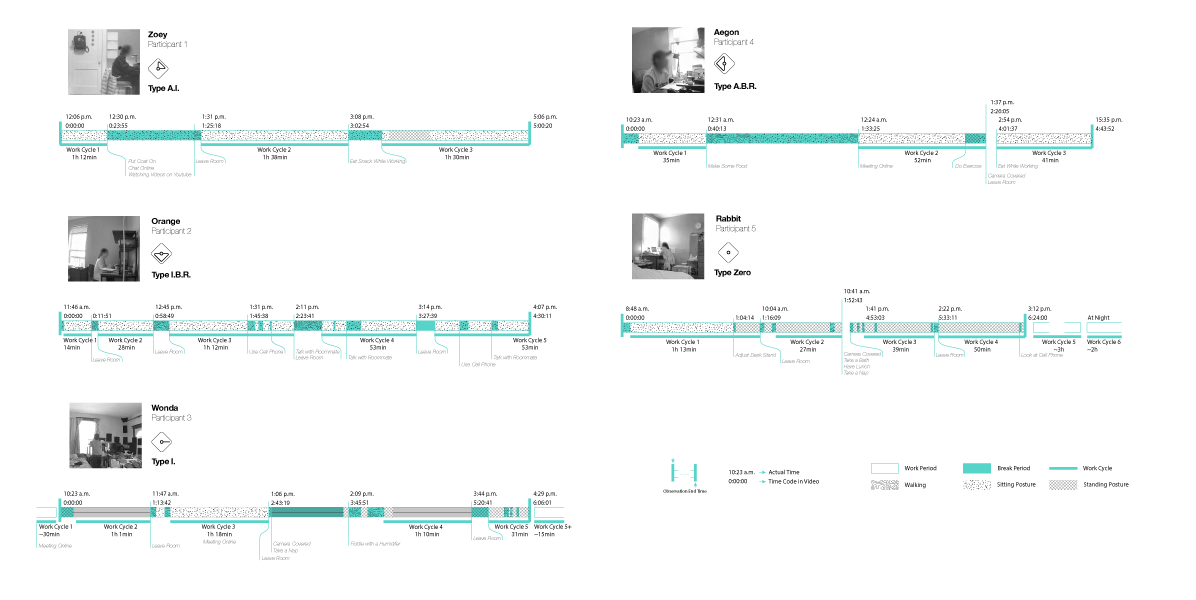 Zoey
Participant 1
Type A.I.
12:06 p.m.
0:00:00
12:30 p.m.
0:23:55
1:31 p.m.
1:25:18
3:08 p.m.
3:02:54
5:06 p.m.
5:00:20
Work Cycle 1
1h 12min
Work Cycle 2
1h 38min
Work Cycle 3
1h 30min
Put Coat On
Chat Online
Watching Videos on Youtube
Leave Room
Eat Snack While Working
Orange
Participant 2
Type I.B.R.
11:46 a.m.
0:00:00
0:11:51
12:45 p.m.
0:58:49
1:31 p.m.
1:45:38
2:11 p.m.
2:23:41
3:14 p.m.
3:27:39
4:07 p.m.
4:30:11
Work Cycle 1
14min
Work Cycle 2
28min
Work Cycle 3
1h 12min
Work Cycle 4
53min
Work Cycle 5
53min
Leave Room
Leave Room
Use Cell Phone
Talk with Roommate
Leave Room
Talk with Roommate
Leave Room
Use Cell Phone
Talk with Roommate
Wonda
Participant 3
Type I.
10:23 a.m.
0:00:00
11:47 a.m.
1:13:42
1:06 p.m.
2:43:19
2:09 p.m.
3:45:51
3:44 p.m.
5:20:41
4:29 p.m.
6:06:01
Work Cycle 1
~30min
Work Cycle 2
1h 1min
Work Cycle 3
1h 18min
Work Cycle 4
1h 10min
Work Cycle 5
31min
Work Cycle 5+
~15min
Meeting Online
Leave Room
Meeting Online
Camera Covered
Take a Nap
Leave Room
Fiddle with a Humidifier
Leave Room
Aegon
Participant 4
Type A.B.R.
10:23 a.m.
0:00:00
12:31 p.m.
0:40:13
12:24 a.m.
1:33:25
1:37 p.m.
2:26:05
2:54 p.m.
4:01:37
15:35 p.m.
4:43:52
Work Cycle 1
35min
Work Cycle 2
52min
Work Cycle 3
41min
Make Some Food
Meeting Online
Do Exercise
Eat While Working
Camera Covered
Leave Room
Rabbit
Participant 5
Type Zero
8:48 a.m.
0:00:00
1:04:14
10:04 a.m.
1:16:09
10:41 a.m.
1:52:43
1:41 p.m.
4:53:03
2:22 p.m.
5:33:11
3:12 p.m.
6:24:00
At Night
Work Cycle 1
1h 13min
Work Cycle 2
27min
Work Cycle 3
39min
Work Cycle 4
50min
Work Cycle 5
~3h
Work Cycle 6
~2h
Adjust Desk Stand
Leave Room
Camera Covered
Take a Bath
Have Lunch
Take a Nap
Leave Room
Look at Cell Phone
Observation End Time
10:23 a.m.
Actual Time
0:00:00
Time Code in Video
Work Period
Break Period
Work Cycle
Walking
Sitting Posture
Standing Posture